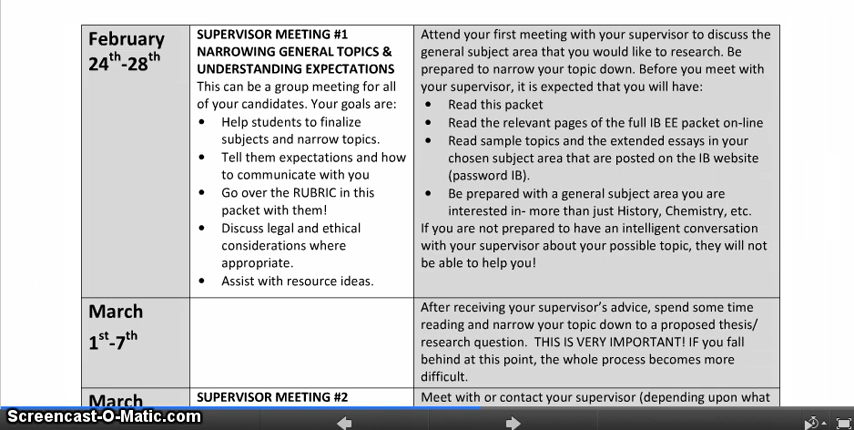 February
24th-28th
SUPERVISOR MEETING #1
NARROWING GENERAL TOPICS &
UNDERSTANDING EXPECTATIONS
This can be a group meeting for all
of your candidates. Your goals are:
• Help students to finalize
subjects and narrow topics.
• Tell them expectations and how
to communicate with you
• Go over the RUBRIC in this
packet with them!
• Discuss legal and ethical
considerations where
appropriate.
• Assist with resource ideas.
Attend your first meeting with your supervisor to discuss the
general subject area that you would like to research. Be
prepared to narrow your topic down. Before you meet with
your supervisor, it is expected that you will have:
• Read this packet
• Read the relevant pages of the full IB EE packet on-line
• Read sample topics and the extended essays in your
chosen subject area that are posted on the IB website
(password IB).
• Be prepared with a general subject area you are
interested in- more than just History, Chemistry, etc.
If you are not prepared to have an intelligent conversation
with your supervisor about your possible topic, they will not
be able to help you!
March
1st-7th
After receiving your supervisor's advice, spend some time
reading and narrow your topic down to a proposed thesis/
research question. THIS IS VERY IMPORTANT! IF you fall
behind at this point, the whole process becomes more
difficult.
March
SUPERVISOR MEETING #2
Meet with or contact your supervisor (depending upon what
Screencast-O-Matic.com